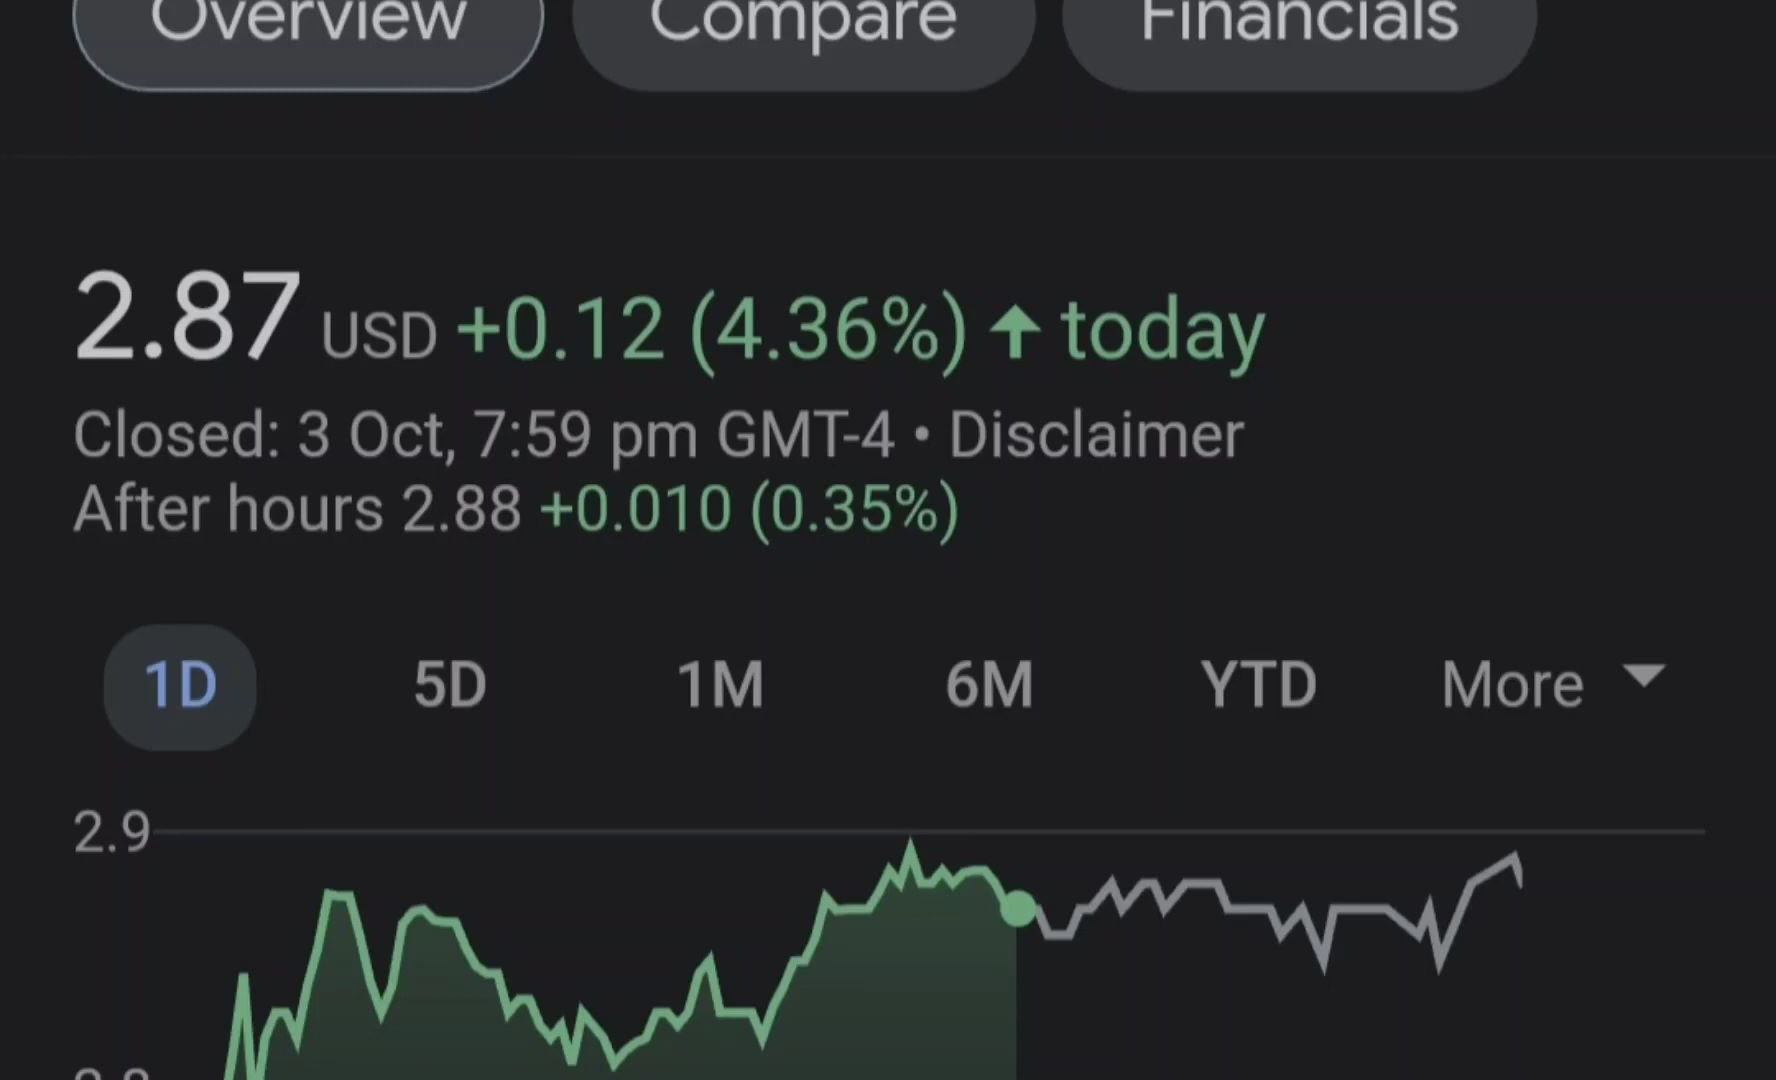 Overview Compare Financials
2.87 USD +0.12 (4.36%) ↑ today
Closed: 3 Oct, 7:59 pm GMT-4 • Disclaimer
After hours 2.88 +0.010 (0.35%)
1D 5D 1M 6M YTD More
2.9